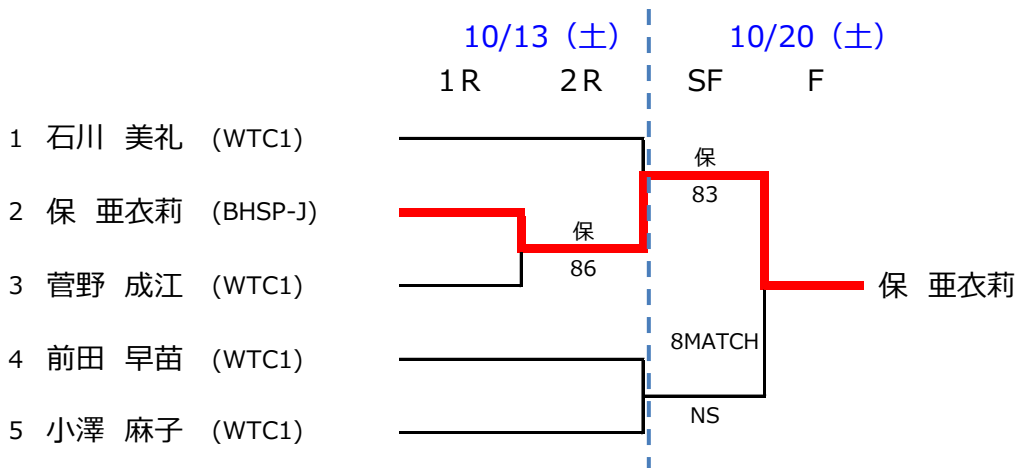 10/13（土） 10/20（土）
1R 2R SF F
1 石川 美礼 (WTC1)
保
83
2 保 亜衣莉 (BHSP-J)
保
86
3 菅野 成江 (WTC1)
保 亜衣莉
8MATCH
4 前田 早苗 (WTC1)
NS
5 小澤 麻子 (WTC1)